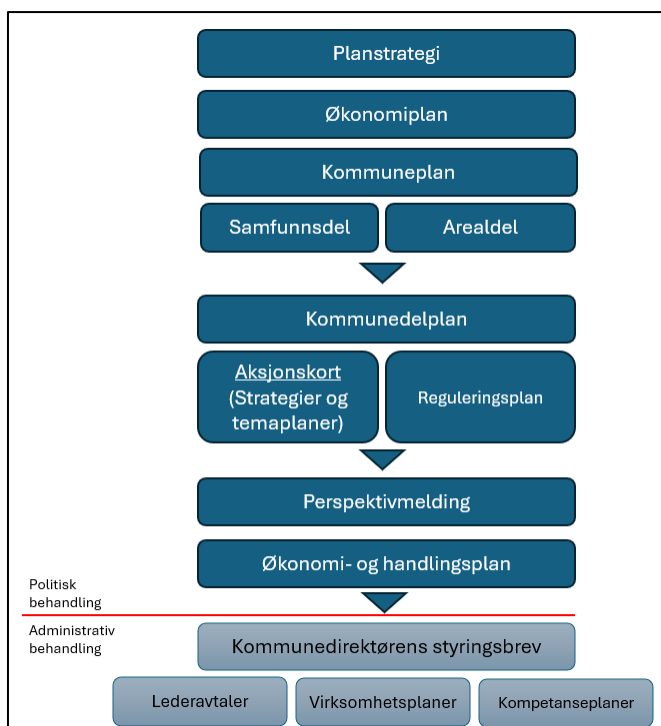 Planstrategi
Økonomiplan
Kommuneplan
Samfunnsdel
Arealdel
Kommunedelplan
Aksjonskort
(Strategier og
temaplaner)
Reguleringsplan
Perspektivmelding
Økonomi- og handlingsplan
Politisk
behandling
Administrativ
behandling
Kommunedirektørens styringsbrev
Lederavtaler
Virksomhetsplaner
Kompetanseplaner